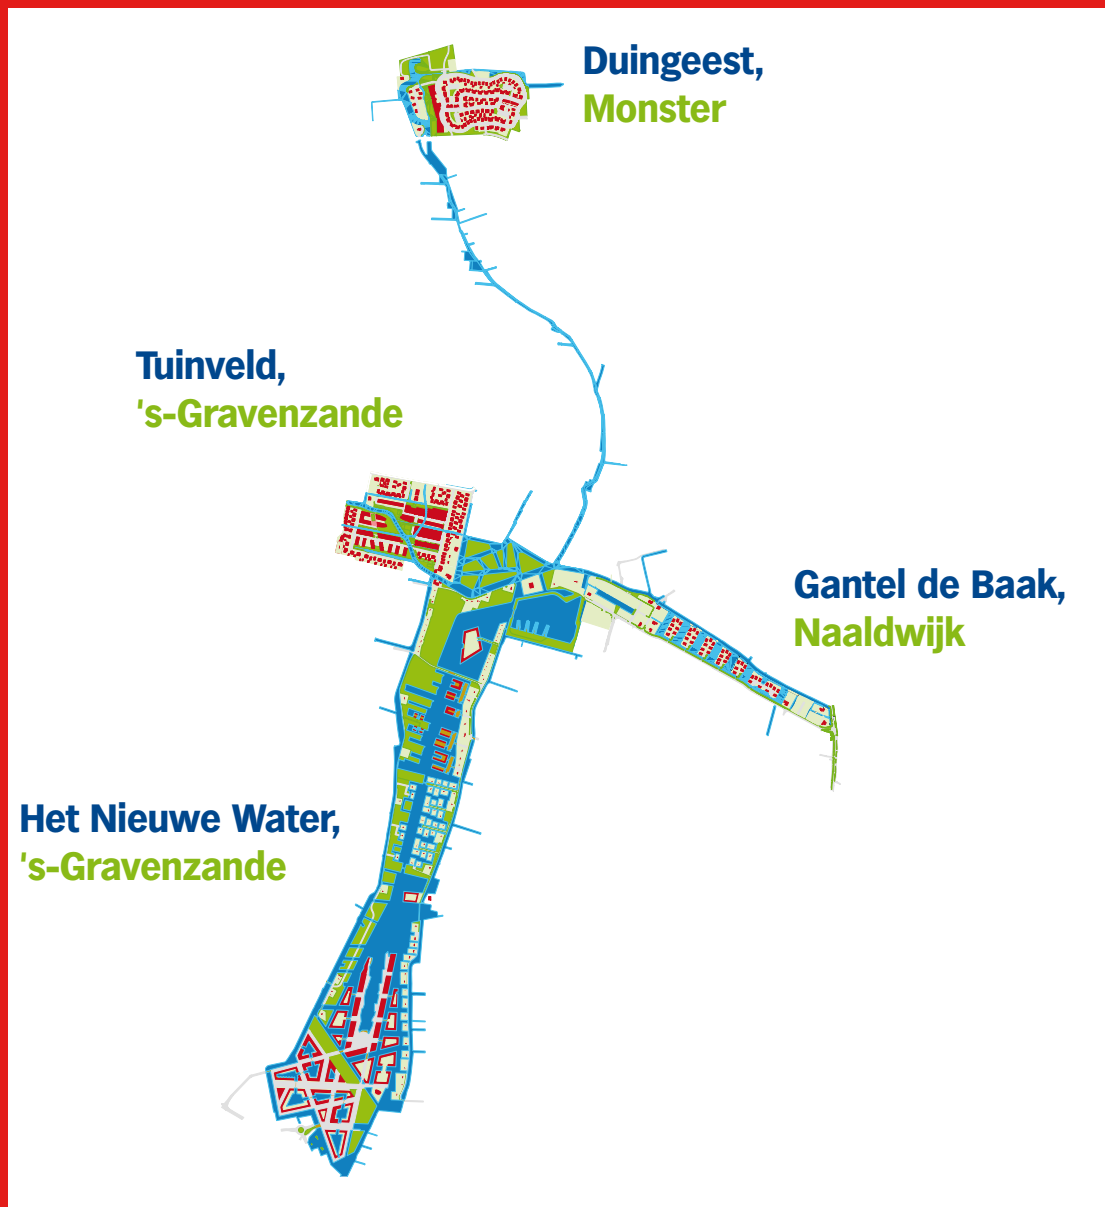 Duingeest,
Monster
Tuinveld,
's-Gravenzande
Gantel de Baak,
Naaldwijk
Het Nieuwe Water,
's-Gravenzande